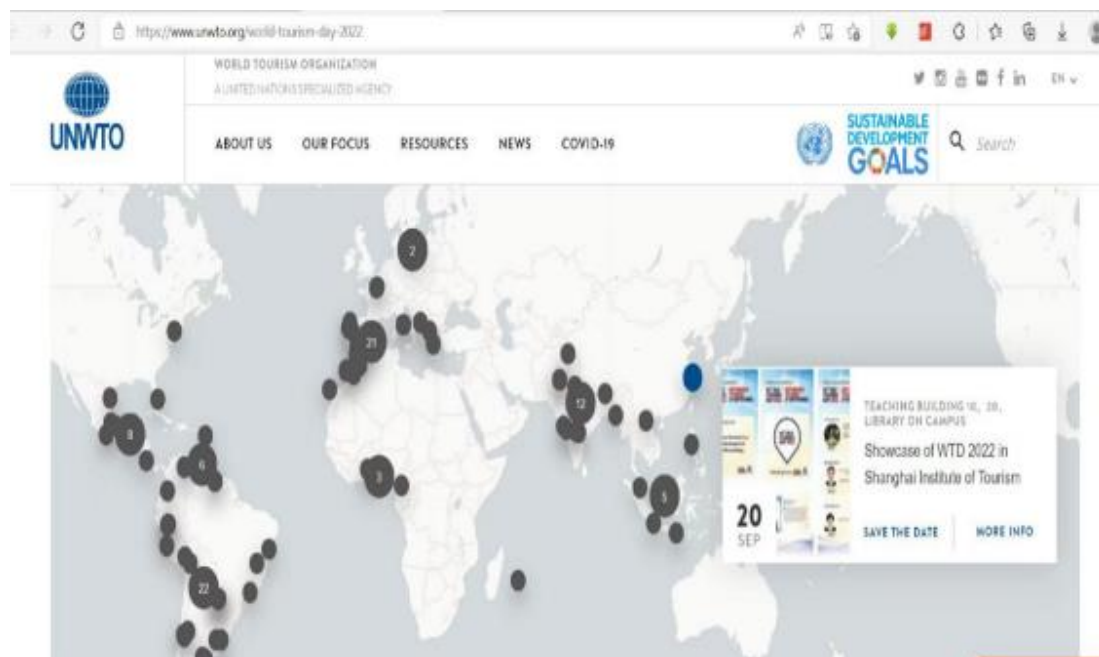 https://www.unwto.org/world-tourism-day-2022
WORLD TOURISM ORGANIZATION
A UNITED NATIONS SPECIALIZED AGENCY
EN
UNWTO
ABOUT US
OUR FOCUS
RESOURCES
NEWS
COVID-19
SUSTAINABLE
DEVELOPMENT
GOALS
Search
2
21
12
8
6
3
5
22
TEACHING BUILDING
LIBRARY ON CAMPUS
Showcase of WTD 2022 in
Shanghai Institute of Tourism
20
SEP
SAVE THE DATE
MORE INFO